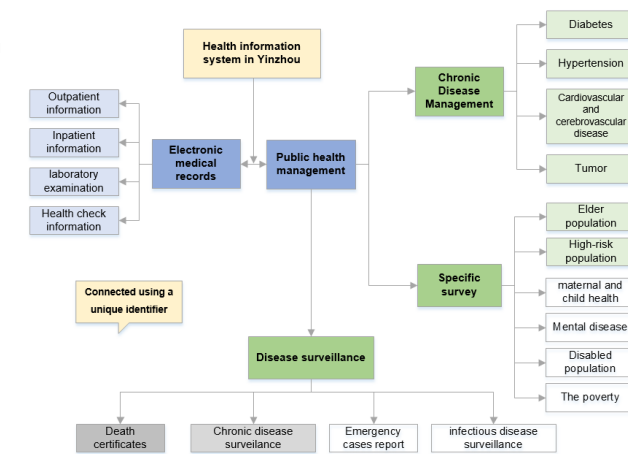 Health information
system in Yinzhou
Diabetes
Hypertension
Chronic
Disease
Management
Cardiovascular
and
cerebrovascular
disease
Tumor
Outpatient
information
Inpatient
information
laboratory
examination
Health check
information
Electronic
medical
records
Public health
management
Elder
population
High-risk
population
Specific
survey
maternal and
child health
Mental disease
Disabled
population
The poverty
Connected using a
unique identifier
Disease surveillance
Death
certificates
Chronic disease
surveilance
Emergency
cases report
infectious disease
surveillance